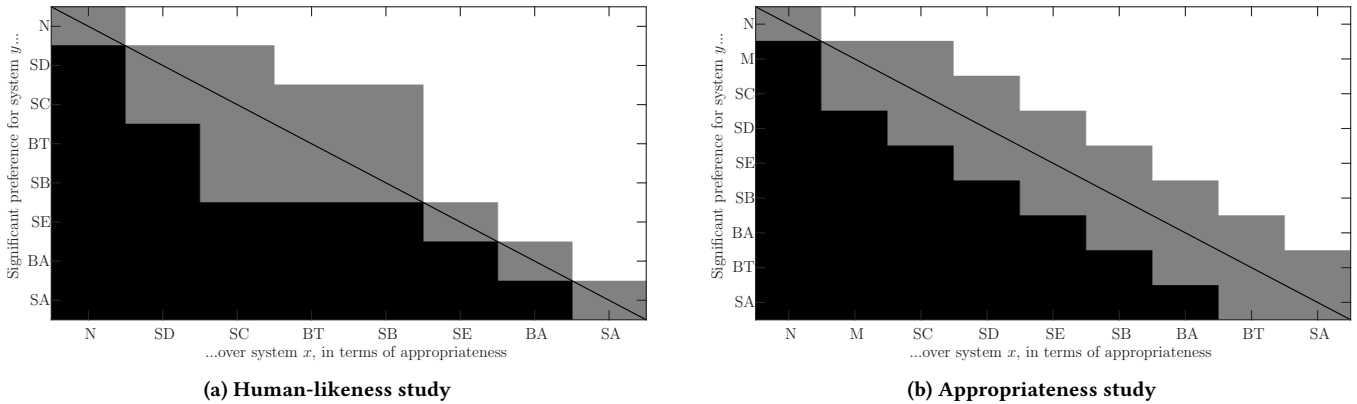 Significant preference for system y...
N
SD
SC
BT
SB
SE
BA
SA
N SD SC BT SB SE BA SA
...over system x, in terms of appropriateness
(a) Human-likeness study
Significant preference for system y...
N
M
SC
SD
SE
SB
BA
BT
SA
N M SC SD SE SB BA BT SA
...over system x, in terms of appropriateness
(b) Appropriateness study